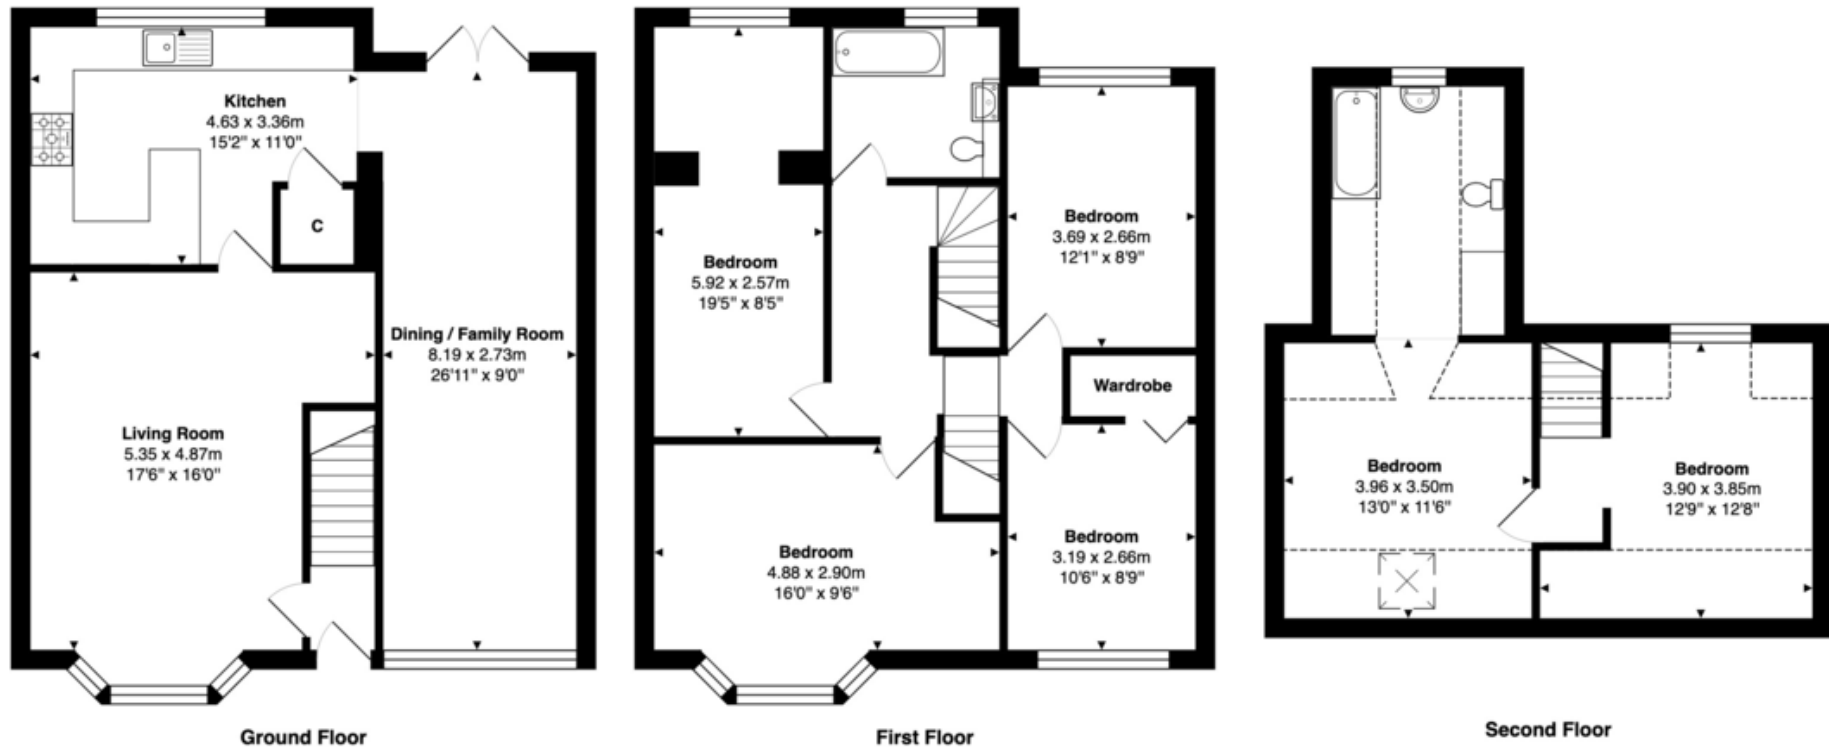 Kitchen
4.63 x 3.36m
15'2" x 11'0"
C
Dining / Family Room
8.19 x 2.73m
26'11" x 9'0"
Living Room
5.35 x 4.87m
17'6" x 16'0"
Ground Floor
Bedroom
5.92 x 2.57m
19'5" x 8'5"
Bedroom
3.69 x 2.66m
12'1" x 8'9"
Wardrobe
Bedroom
4.88 x 2.90m
16'0" x 9'6"
Bedroom
3.19 x 2.66m
10'6" x 8'9"
First Floor
Bedroom
3.96 x 3.50m
13'0" x 11'6"
Bedroom
3.90 x 3.85m
12'9" x 12'8"
Second Floor